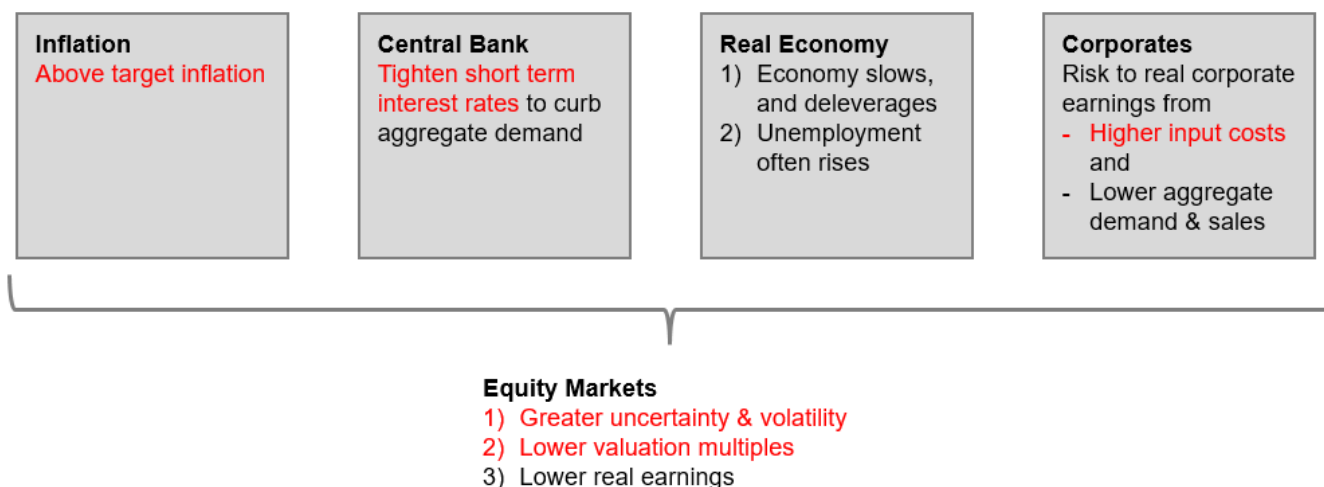 Inflation
Above target inflation
Central Bank
Tighten short term
interest rates to curb
aggregate demand
Real Economy
1) Economy slows,
and deleverages
2) Unemployment
often rises
Corporates
Risk to real corporate
earnings from
- Higher input costs
and
- Lower aggregate
demand & sales
Equity Markets
1) Greater uncertainty & volatility
2) Lower valuation multiples
3) Lower real earnings